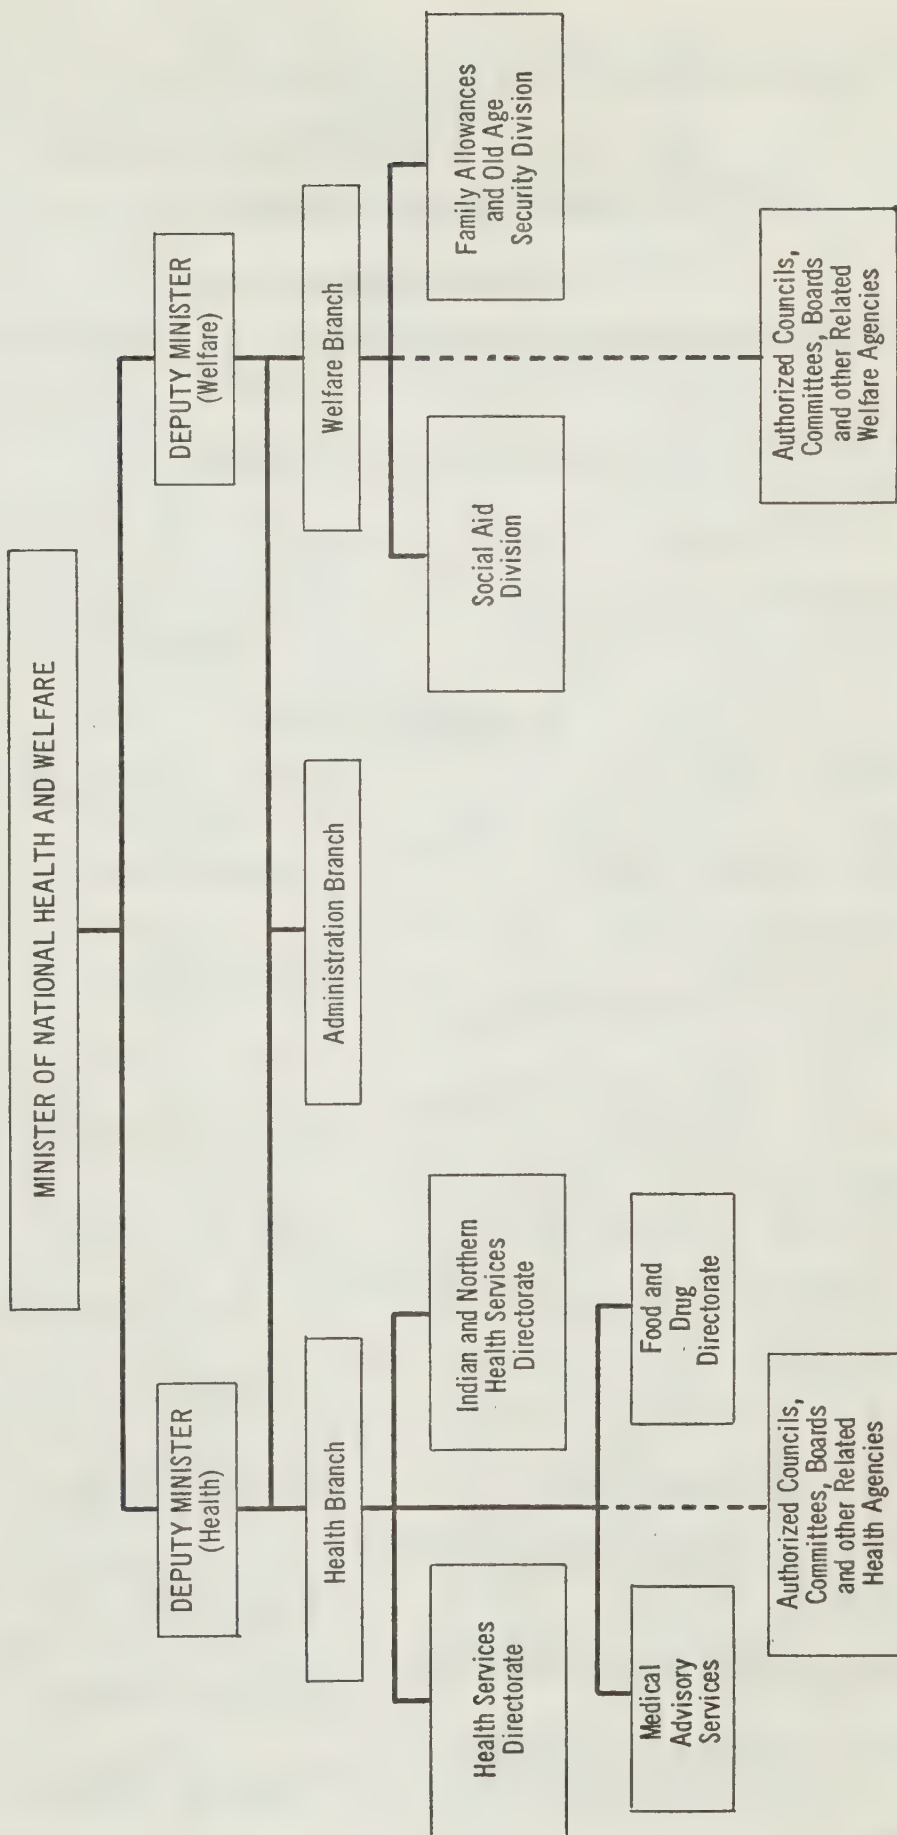 MINISTER OF NATIONAL HEALTH AND WELFARE
DEPUTY MINISTER
(Health)
DEPUTY MINISTER
(Welfare)
Health Branch
Administration Branch
Welfare Branch
Health Services
Directorate
Indian and Northern
Health Services
Directorate
Social Aid
Division
Family Allowances
and Old Age
Security Division
Medical
Advisory
Services
Food and
Drug
Directorate
Authorized Councils,
Committees, Boards
and other Related
Health Agencies
Authorized Councils,
Committees, Boards
and other Related
Welfare Agencies